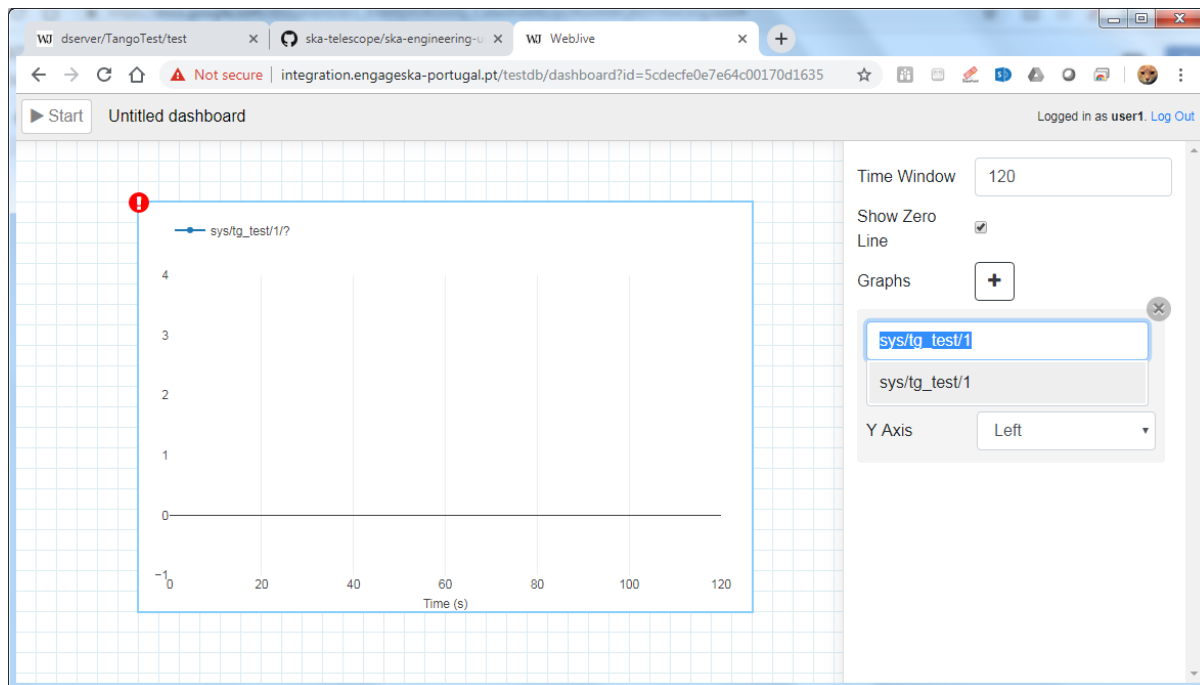 WJ dserver/TangoTest/test
ska-telescope/ska-engineering-u
WJ WebJive
Not secure | integration.engageska-portugal.pt/testdb/dashboard?id=5cdecfe0e7e64c00170d1635
Start
Untitled dashboard
Logged in as user1. Log Out
sys/tg_test/1/?
4
3
2
1
0
−1
0 20 40 60 80 100 120
Time (s)
Time Window 120
Show Zero
Line
Graphs
sys/tg_test/1
sys/tg_test/1
Y Axis Left